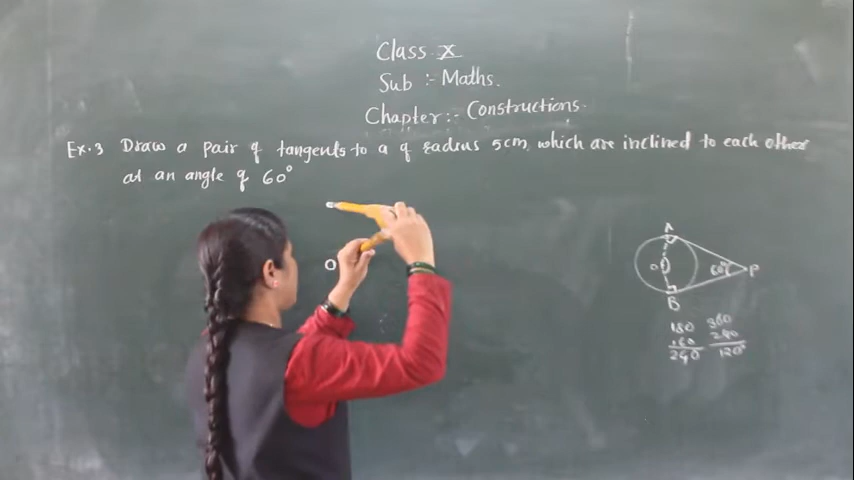 Class X
Sub :- Maths.
Chapter :- Constructions.
Ex.3 Draw a pair of tangents to a of radius 5cm, which are inclined to each other
at an angle of 60°
O
A
O
60°
P
B
180 360
240
240 120°